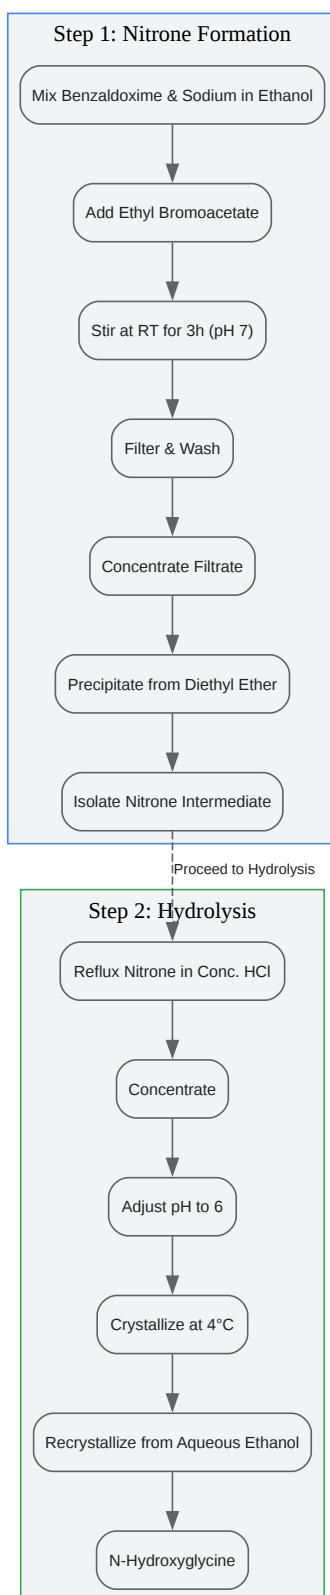 Step 1: Nitrone Formation
Mix Benzaldoxime & Sodium in Ethanol
Add Ethyl Bromoacetate
Stir at RT for 3h (pH 7)
Filter & Wash
Concentrate Filtrate
Precipitate from Diethyl Ether
Isolate Nitrone Intermediate
Proceed to Hydrolysis
Step 2: Hydrolysis
Reflux Nitrone in Conc. HCl
Concentrate
Adjust pH to 6
Crystallize at 4°C
Recrystallize from Aqueous Ethanol
N-Hydroxyglycine